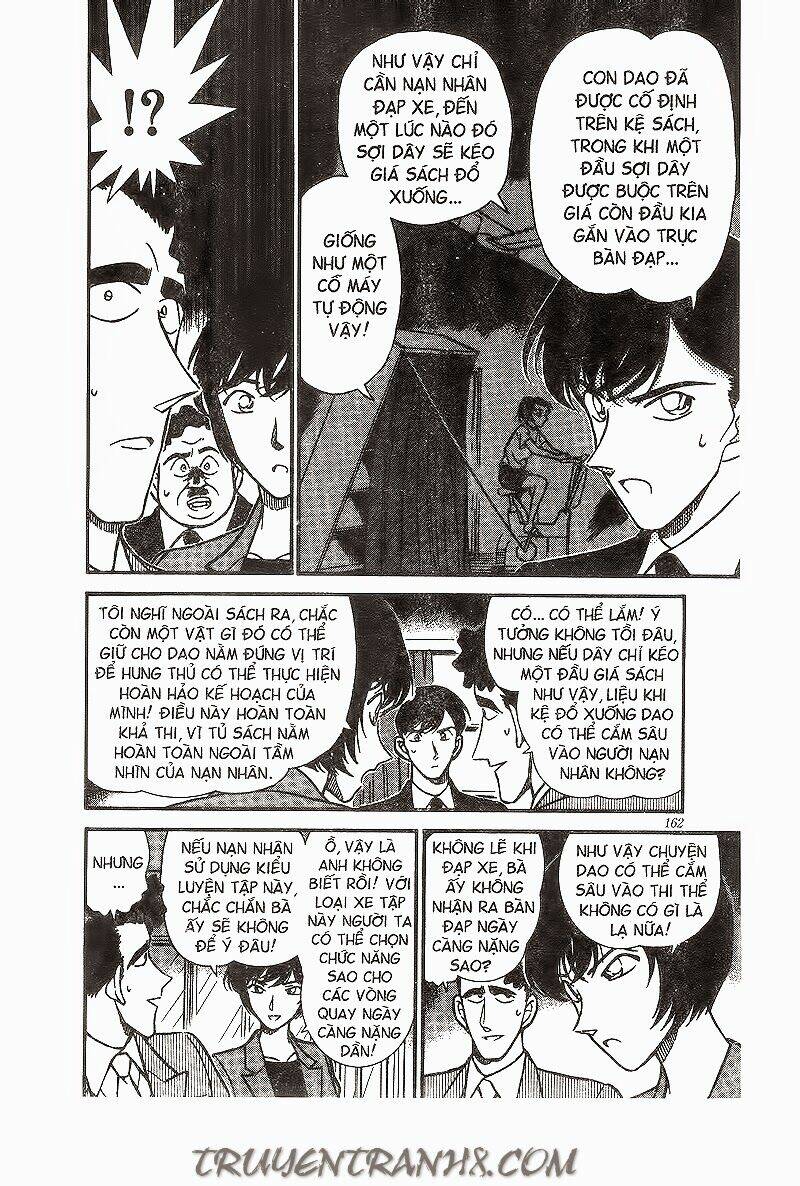 CON DAO ĐÃ
ĐƯỢC CỐ ĐỊNH
TRÊN KỆ SÁCH,
TRONG KHI MỘT
ĐẦU SỢI DÂY
ĐƯỢC BUỘC TRÊN
GIÁ CÒN ĐẦU KIA
GẮN VÀO TRỤC
BÀN ĐẠP...
NHƯ VẬY CHỈ
CẦN NẠN NHÂN
ĐẠP XE, ĐẾN
MỘT LÚC NÀO ĐÓ
SỢI DÂY SẼ KÉO
GIÁ SÁCH ĐỔ
XUỐNG...
GIỐNG
NHƯ MỘT
CỖ MÁY
TỰ ĐỘNG
VẬY!
!?
CÓ... CÓ THỂ LẮM! Ý
TƯỞNG KHÔNG TỒI ĐÂU,
NHƯNG NẾU DÂY CHỈ KÉO
MỘT ĐẦU GIÁ SÁCH
NHƯ VẬY, LIỆU KHI
KỆ ĐỔ XUỐNG DAO
CÓ THỂ CẮM SÂU
VÀO NGƯỜI NẠN
NHÂN KHÔNG?
TÔI NGHĨ NGOÀI SÁCH RA, CHẮC
CÒN MỘT VẬT GÌ ĐÓ CÓ THỂ
GIỮ CHO DAO NẰM ĐÚNG VỊ TRÍ
ĐỂ HUNG THỦ CÓ THỂ THỰC HIỆN
HOÀN HẢO KẾ HOẠCH CỦA
MÌNH! ĐIỀU NÀY HOÀN TOÀN
KHẢ THI, VÌ TỦ SÁCH NẰM
HOÀN TOÀN NGOÀI TẦM
NHÌN CỦA NẠN NHÂN.
162
NHƯ VẬY CHUYỆN
DAO CÓ THỂ CẮM
SÂU VÀO THI THỂ
KHÔNG CÓ GÌ LÀ
LẠ NỮA!
KHÔNG LẼ KHI
ĐẠP XE, BÀ
ẤY KHÔNG
NHẬN RA BÀN
ĐẠP NGÀY
CÀNG NẶNG
SAO?
Ồ, VẬY LÀ
ANH KHÔNG
BIẾT RỒI! VỚI
LOẠI XE TẬP
NÀY NGƯỜI TA
CÓ THỂ CHỌN
CHỨC NĂNG
SAO CHO
CÁC VÒNG
QUAY NGÀY
CÀNG NẶNG
DẦN!
NẾU NẠN NHÂN
SỬ DỤNG KIỂU
LUYỆN TẬP NÀY,
CHẮC CHẮN BÀ
ẤY SẼ KHÔNG
ĐỂ Ý ĐÂU!
NHƯNG
...
TRUYENTRANH8.COM